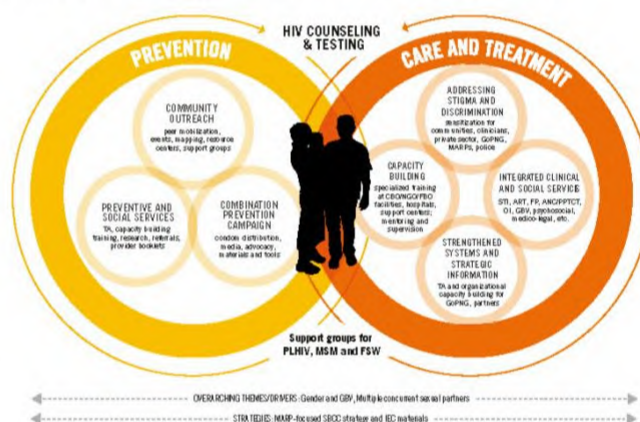 HIV COUNSELING
& TESTING
PREVENTION
COMMUNITY
OUTREACH
peer mobilization,
events, mapping, resource
centers, support groups
PREVENTIVE AND
SOCIAL SERVICES
TA, capacity building
training, research, referrals,
provider booklets
COMBINATION
PREVENTION
CAMPAIGN
condom distribution,
media, advocacy,
materials and tools
CARE AND TREATMENT
ADDRESSING
STIGMA AND
DISCRIMINATION
sensitization for
communities, clinicians,
private sector, GoPNG,
MARPs, police
CAPACITY
BUILDING
specialized training
at CBO/NGO/FBO
facilities, hospitals,
support centers;
mentoring and
supervision
INTEGRATED CLINICAL
AND SOCIAL SERVICE
STI, ART, FP, ANC/PPTCT,
OI, GBV, psychosocial,
medico-legal, etc.
STRENGTHENED
SYSTEMS AND
STRATEGIC
INFORMATION
TA and organizational
capacity building for
GoPNG, partners
Support groups for
PLHIV, MSM and FSW
OVERARCHING THEMES/DRIVERS: Gender and GBV, Multiple concurrent sexual partners
STRATEGIES: MARP-focused SBCC strategy and IEC materials